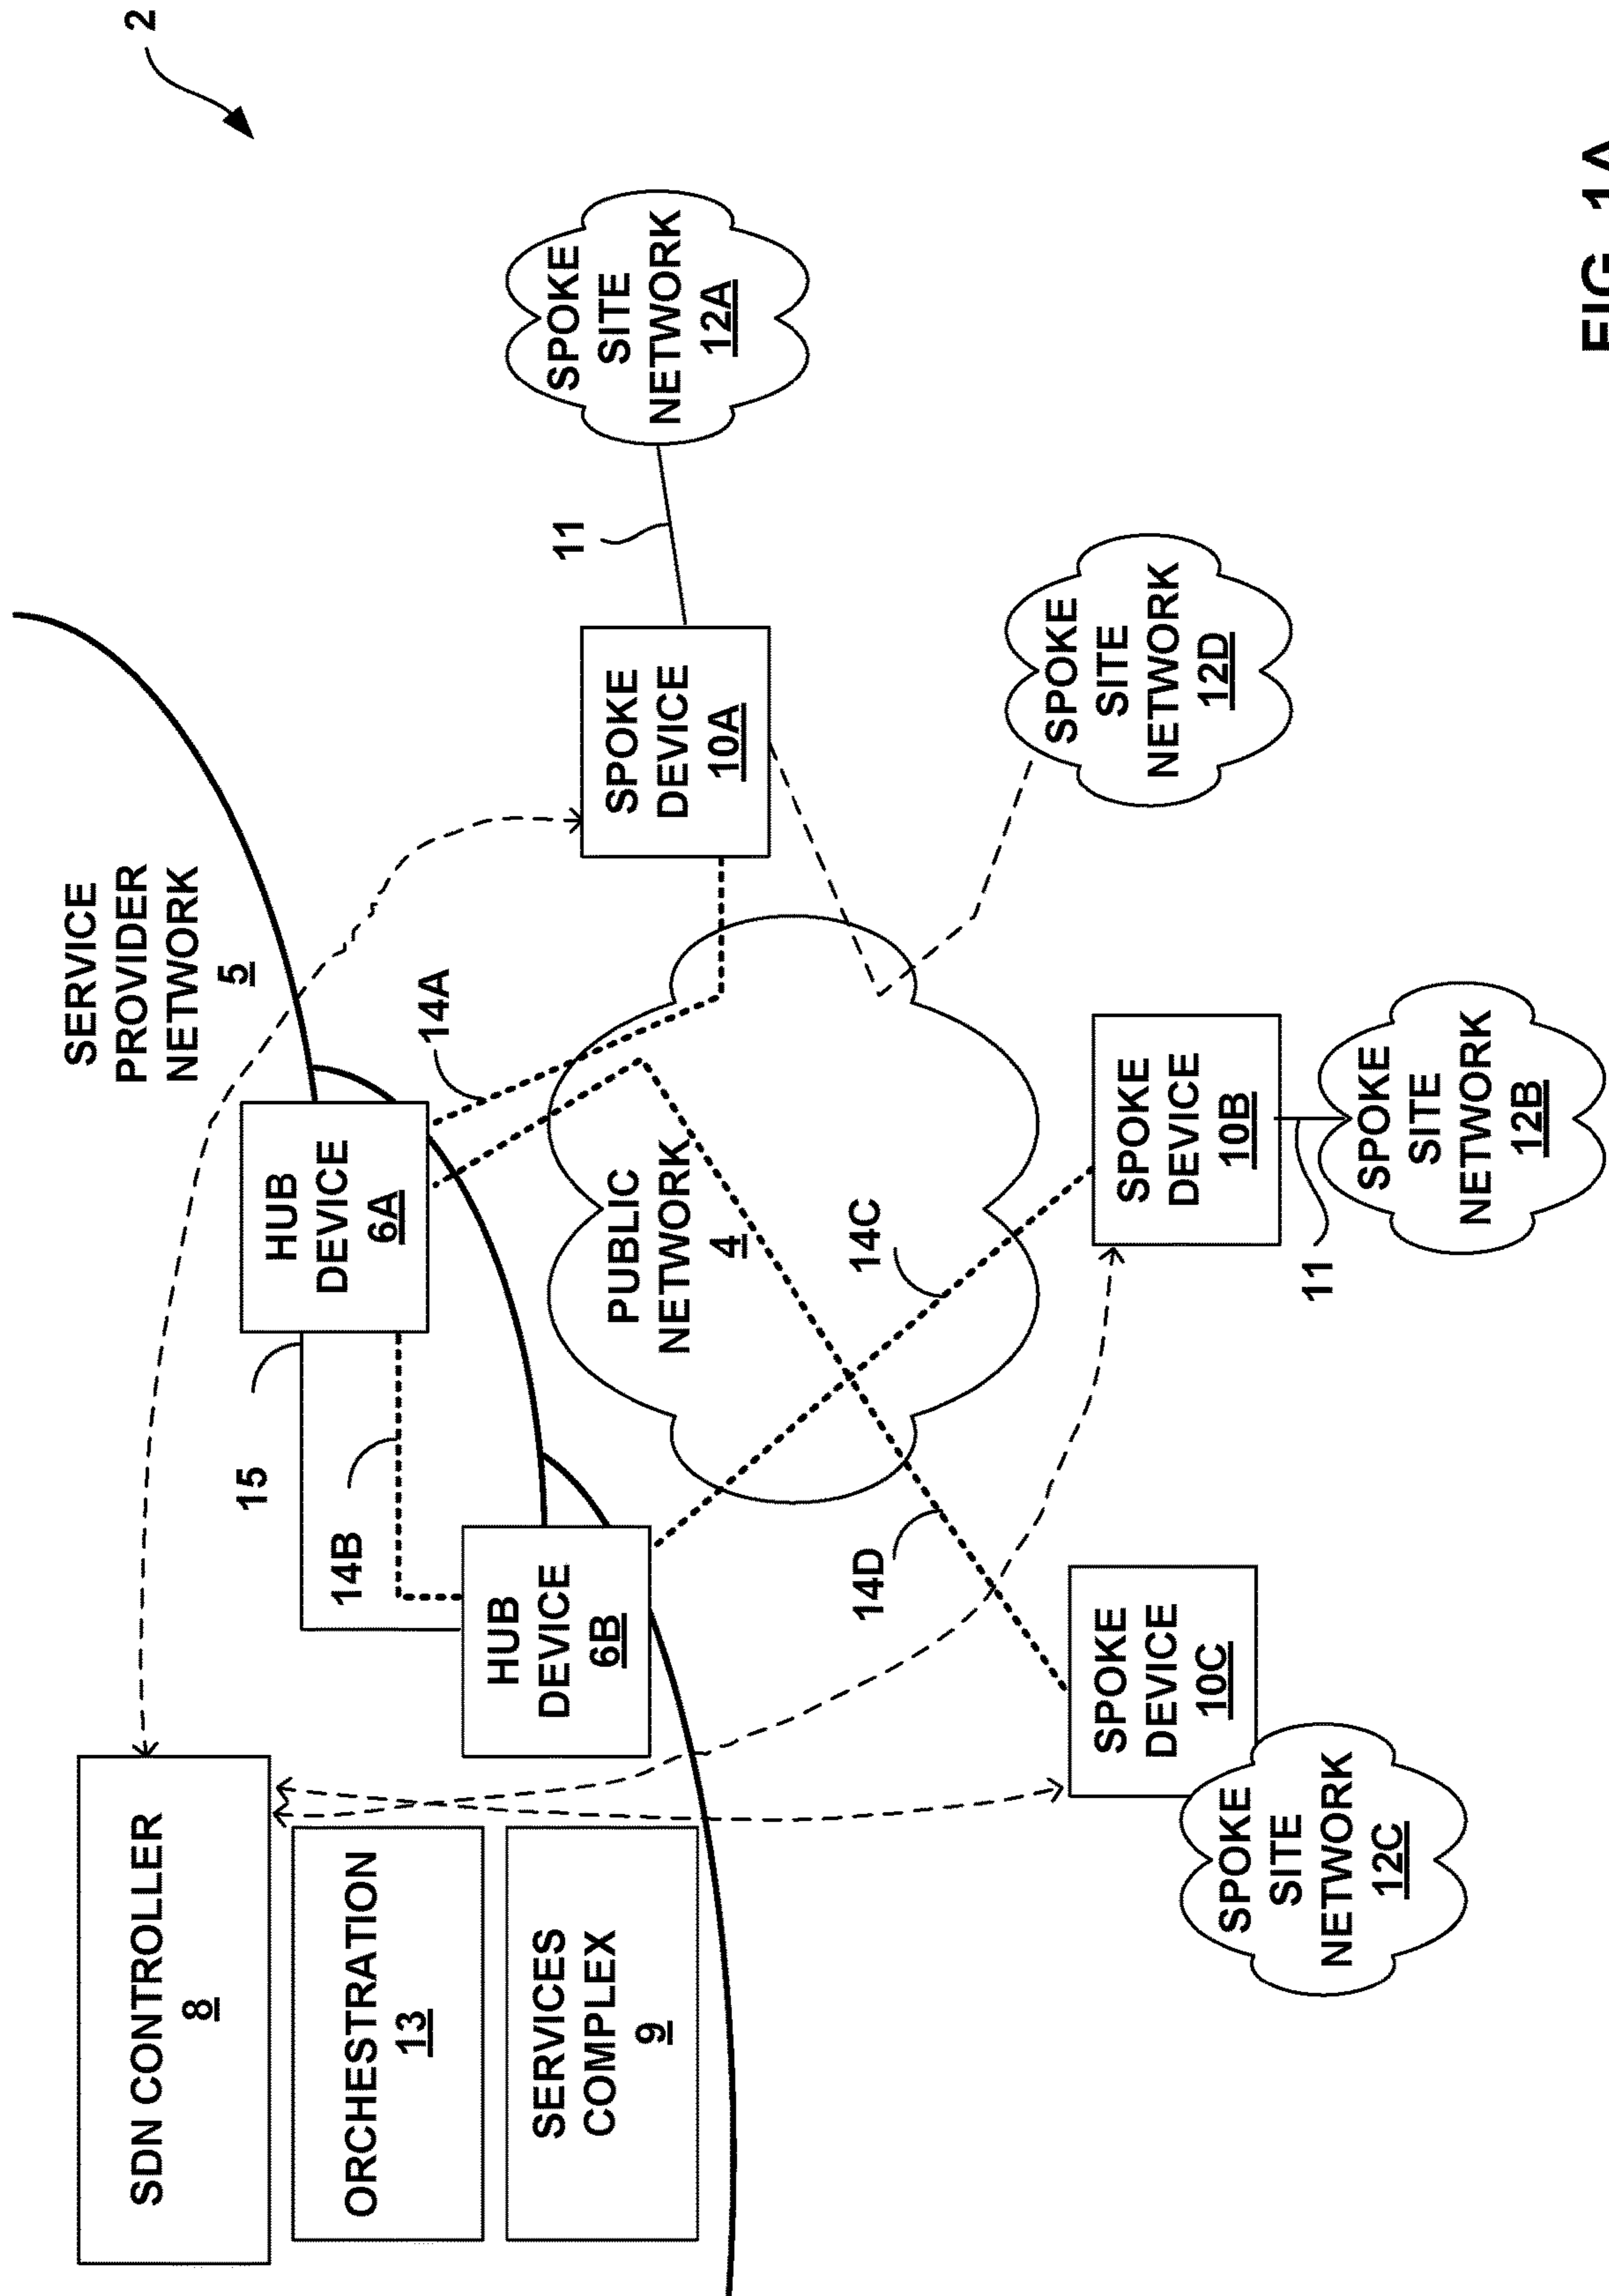 2
SERVICE
PROVIDER
NETWORK
5
SDN CONTROLLER
8
ORCHESTRATION
13
SERVICES
COMPLEX
9
15
14B
HUB
DEVICE
6A
HUB
DEVICE
6B
14A
PUBLIC
NETWORK
4
14C
14D
SPOKE
DEVICE
10A
11
SPOKE
SITE
NETWORK
12A
SPOKE
SITE
NETWORK
12D
SPOKE
DEVICE
10B
11
SPOKE
SITE
NETWORK
12B
SPOKE
DEVICE
10C
SPOKE
SITE
NETWORK
12C
FIG. 1A